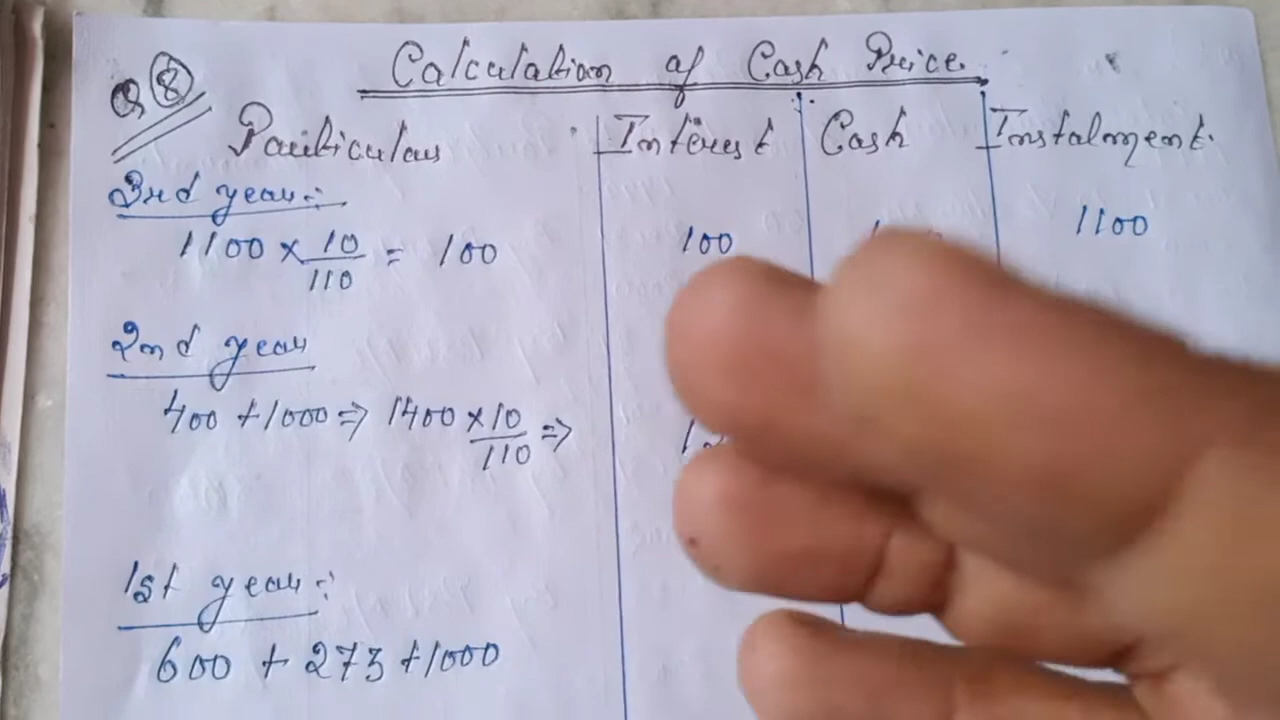 Q 8
Calculation of Cash Price.
Particulars Interest Cash Instalment.
3rd year:-
1100 × 10/110 = 100 100 1100
2nd year
400 + 1000 ⇒ 1400 × 10/110 ⇒
1st year:-
600 + 273 + 1000